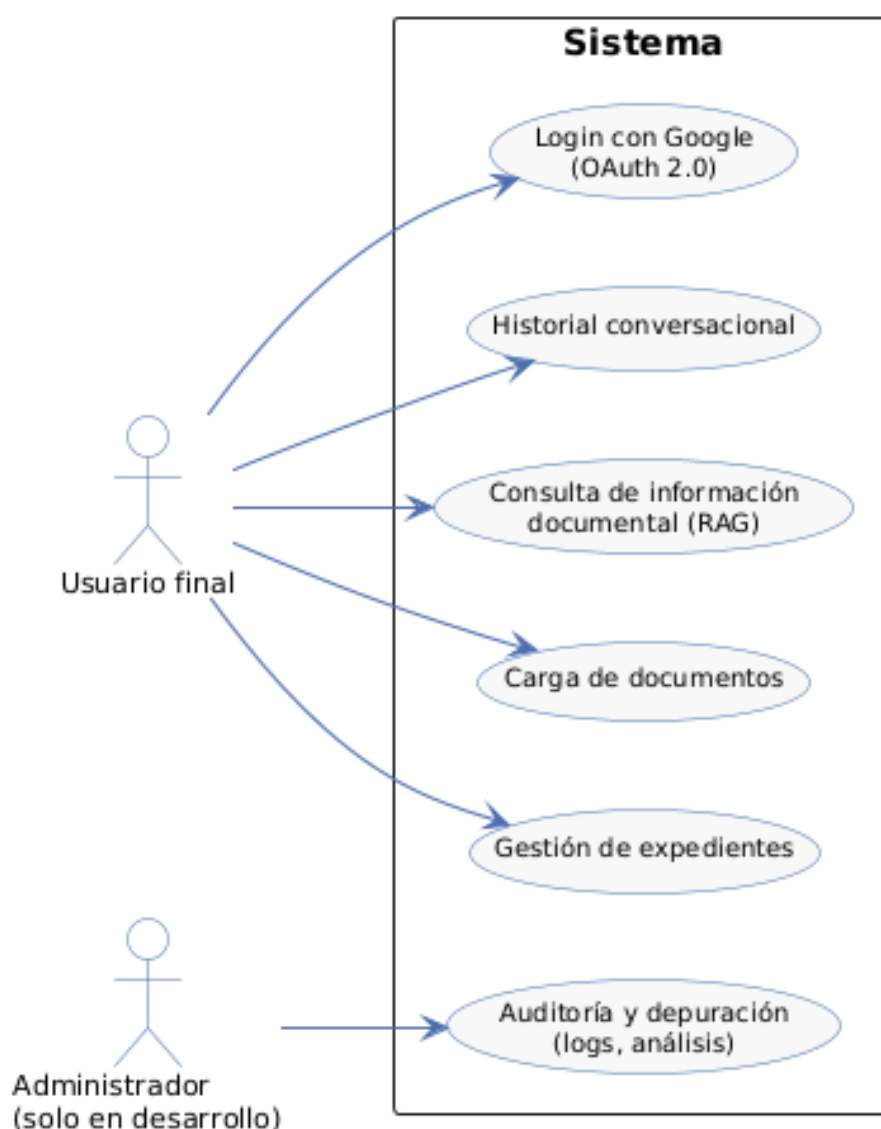 Sistema
Login con Google
(OAuth 2.0)
Historial conversacional
Consulta de información
documental (RAG)
Usuario final
Carga de documentos
Gestión de expedientes
Auditoría y depuración
(logs, análisis)
Administrador
(solo en desarrollo)